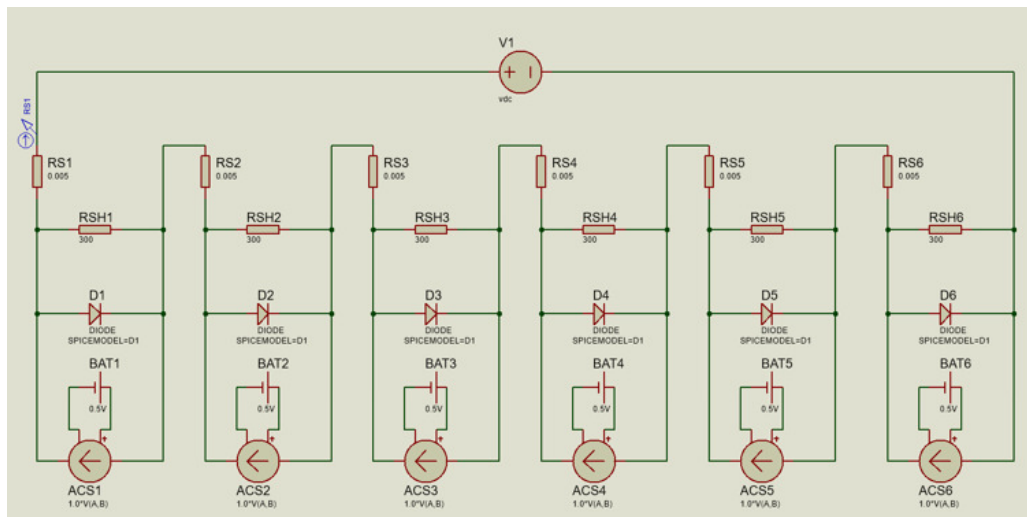 V1
+ −
vdc
RS1
RS1
0.005
RS2
0.005
RS3
0.005
RS4
0.005
RS5
0.005
RS6
0.005
RSH1
300
RSH2
300
RSH3
300
RSH4
300
RSH5
300
RSH6
300
D1
DIODE
SPICEMODEL=D1
D2
DIODE
SPICEMODEL=D1
D3
DIODE
SPICEMODEL=D1
D4
DIODE
SPICEMODEL=D1
D5
DIODE
SPICEMODEL=D1
D6
DIODE
SPICEMODEL=D1
BAT1
0.5V
BAT2
0.5V
BAT3
0.5V
BAT4
0.5V
BAT5
0.5V
BAT6
0.5V
ACS1
1.0*V(A,B)
ACS2
1.0*V(A,B)
ACS3
1.0*V(A,B)
ACS4
1.0*V(A,B)
ACS5
1.0*V(A,B)
ACS6
1.0*V(A,B)